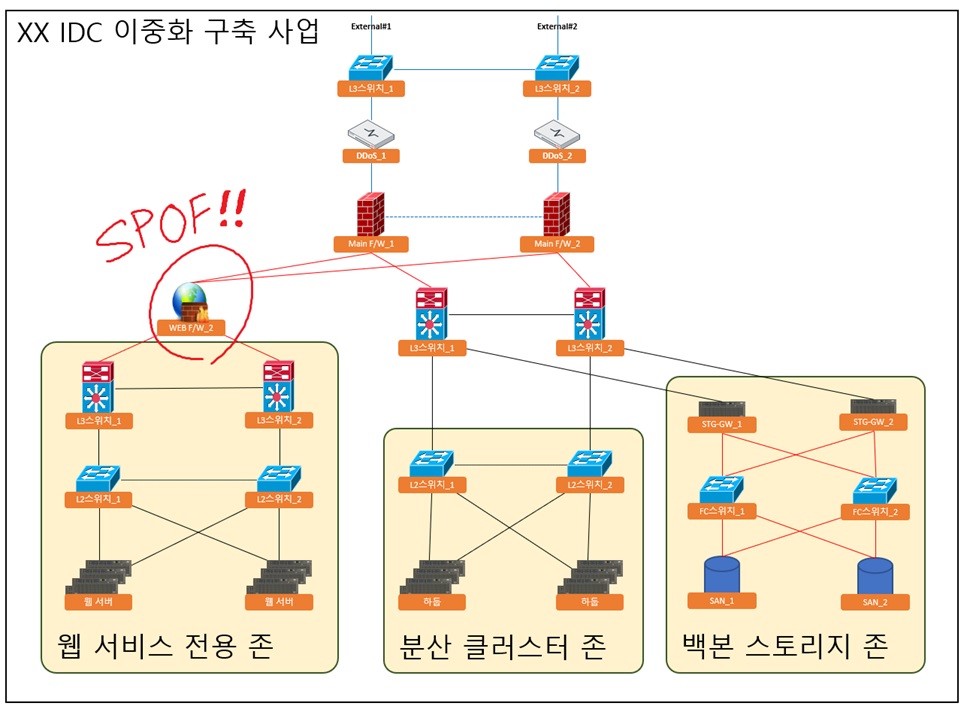 XX IDC 이중화 구축 사업
External#1
External#2
L3스위치_1
L3스위치_2
DDoS_1
DDoS_2
SPOF!!
Main F/W_1
Main F/W_2
WEB F/W_2
L3스위치_1
L3스위치_2
L3스위치_1
L3스위치_2
STG-GW_1
STG-GW_2
L2스위치_1
L2스위치_2
L2스위치_1
L2스위치_2
FC스위치_1
FC스위치_2
웹 서버
웹 서버
하둡
하둡
SAN_1
SAN_2
웹 서비스 전용 존
분산 클러스터 존
백본 스토리지 존